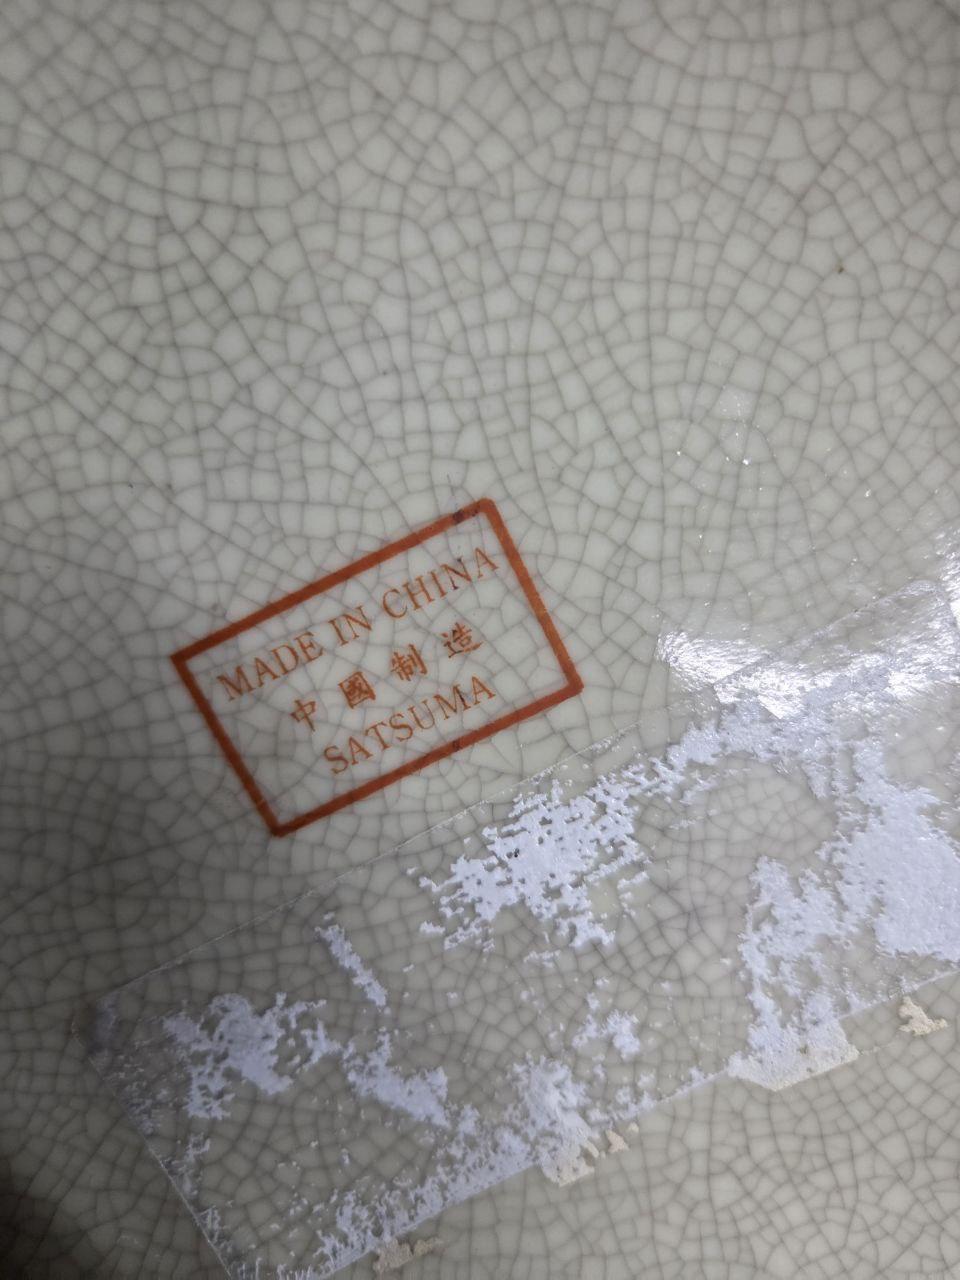 MADE IN CHINA
中國制造
SATSUMA